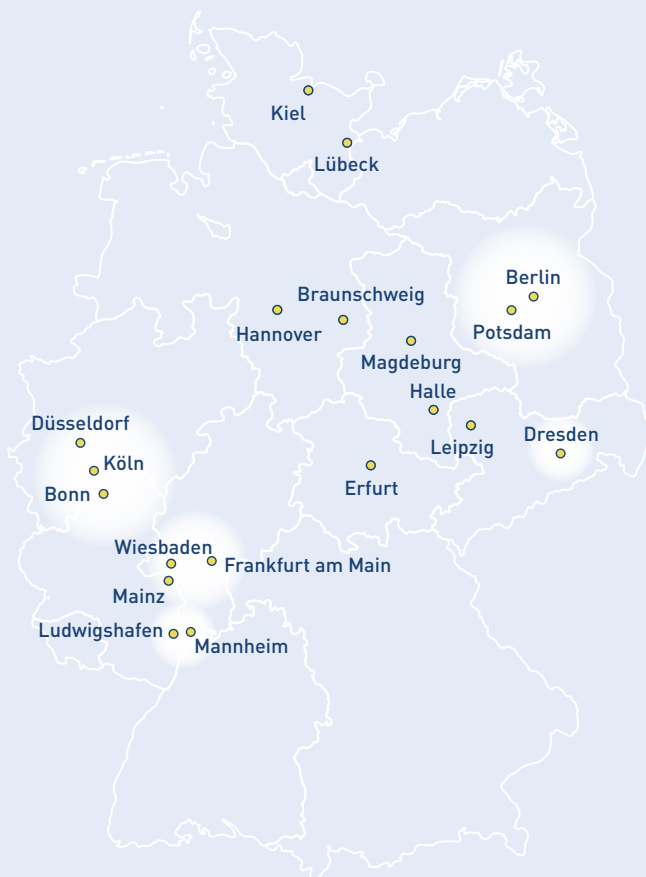 Kiel
Lübeck
Berlin
Braunschweig
Hannover
Potsdam
Magdeburg
Halle
Düsseldorf
Dresden
Leipzig
Köln
Erfurt
Bonn
Wiesbaden
Frankfurt am Main
Mainz
Ludwigshafen
Mannheim